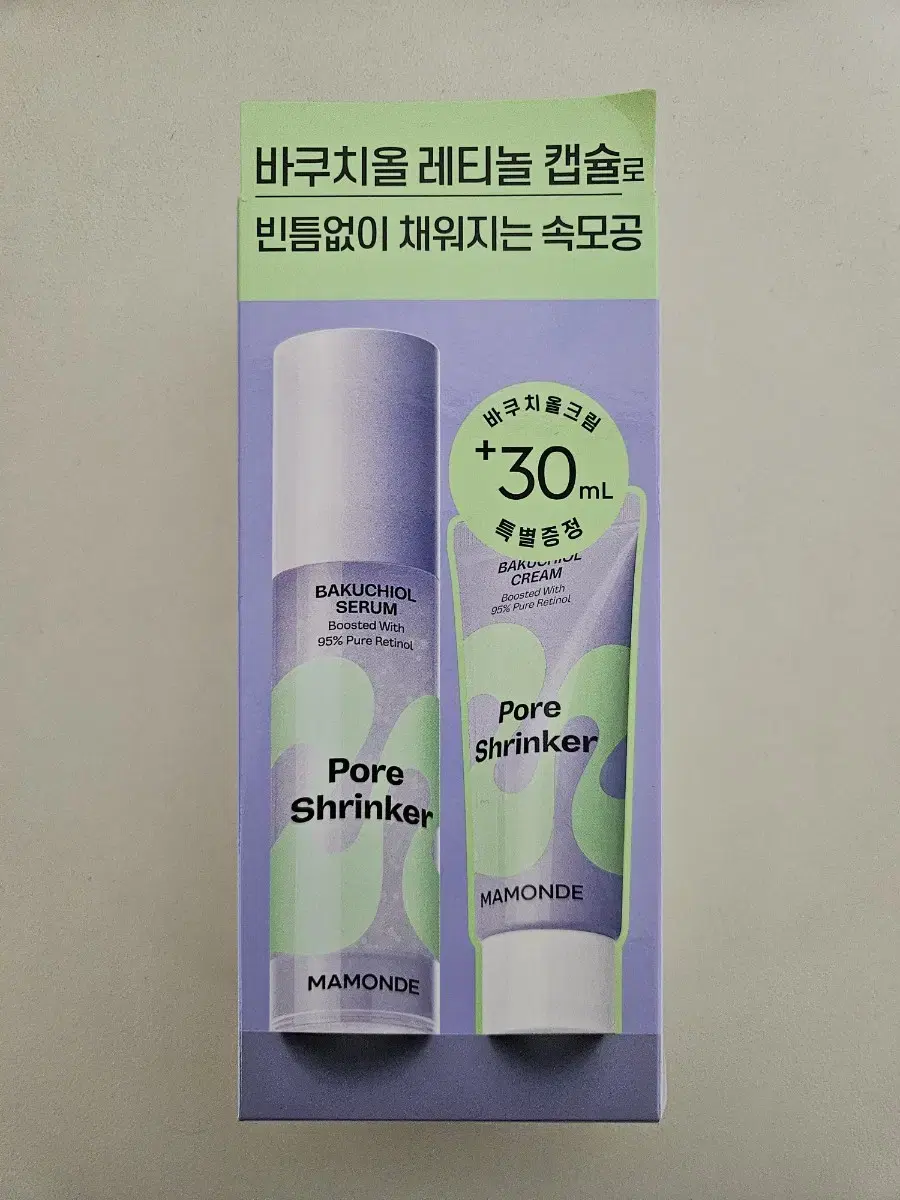 바쿠치올 레티놀 캡슐로
빈틈없이 채워지는 속모공
바쿠치올크림
+30mL
특별증정
BAKUCHIOL
SERUM
Boosted With
95% Pure Retinol
Pore
Shrinker
MAMONDE
BAKUCHIOL
CREAM
Boosted With
95% Pure Retinol
Pore
Shrinker
MAMONDE